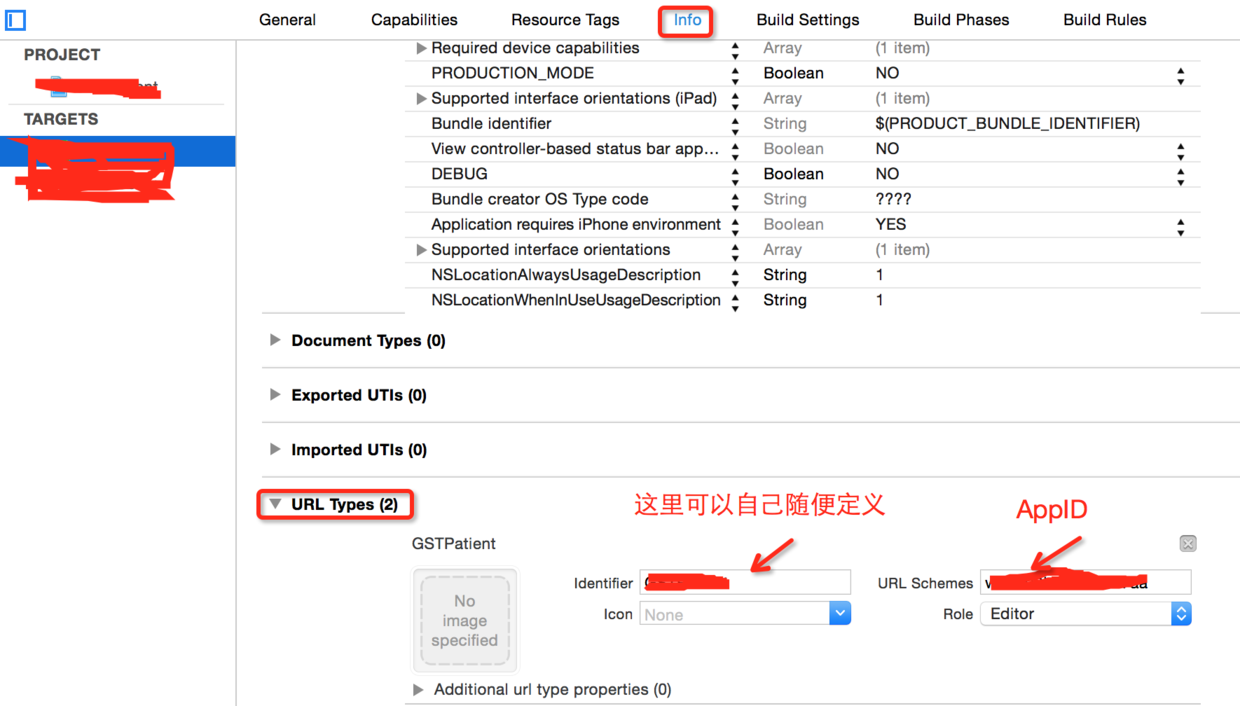 General Capabilities Resource Tags Info Build Settings Build Phases Build Rules
PROJECT
TARGETS
Required device capabilities Array (1 item)
PRODUCTION_MODE Boolean NO
Supported interface orientations (iPad) Array (1 item)
Bundle identifier String $(PRODUCT_BUNDLE_IDENTIFIER)
View controller-based status bar app... Boolean NO
DEBUG Boolean NO
Bundle creator OS Type code String ????
Application requires iPhone environment Boolean YES
Supported interface orientations Array (1 item)
NSLocationAlwaysUsageDescription String 1
NSLocationWhenInUseUsageDescription String 1
Document Types (0)
Exported UTIs (0)
Imported UTIs (0)
URL Types (2)
这里可以自己随便定义 AppID
GSTPatient
No
image
specified
Identifier URL Schemes
Icon None Role Editor
Additional url type properties (0)